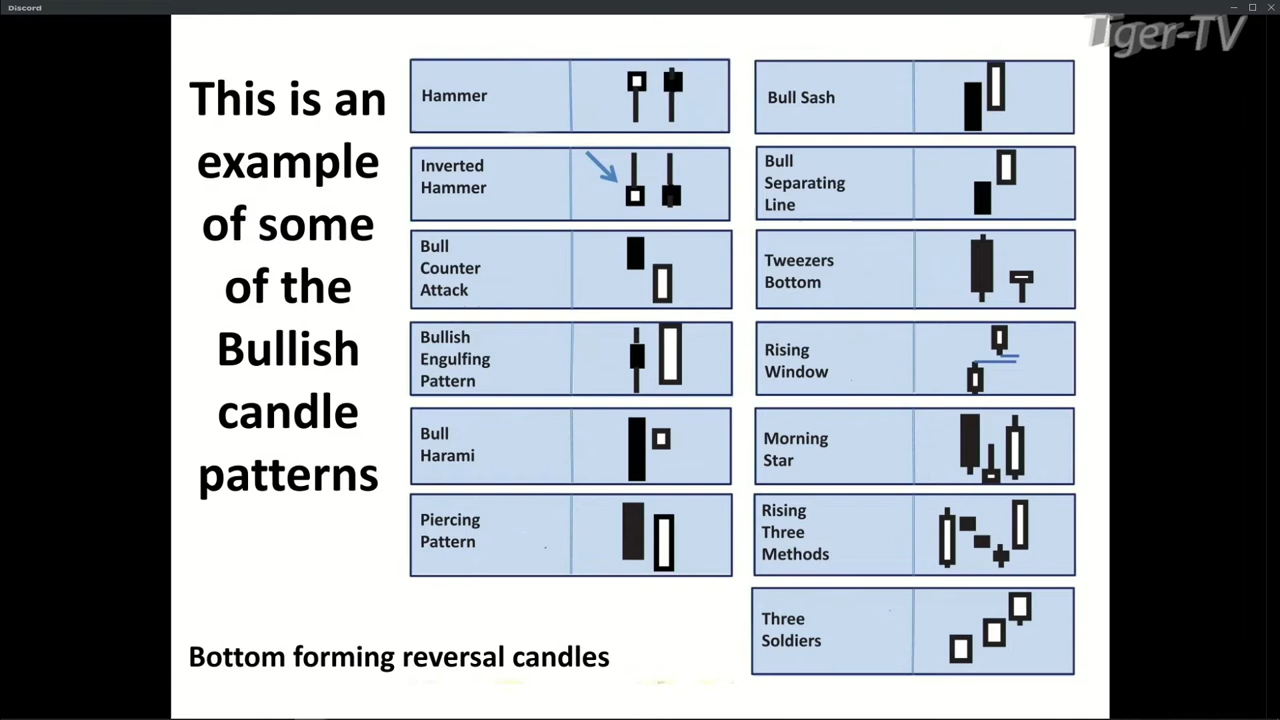 Discord
Tiger-TV
This is an
example
of some
of the
Bullish
candle
patterns
Hammer
Inverted
Hammer
Bull
Counter
Attack
Bullish
Engulfing
Pattern
Bull
Harami
Piercing
Pattern
Bull Sash
Bull
Separating
Line
Tweezers
Bottom
Rising
Window
Morning
Star
Rising
Three
Methods
Three
Soldiers
Bottom forming reversal candles